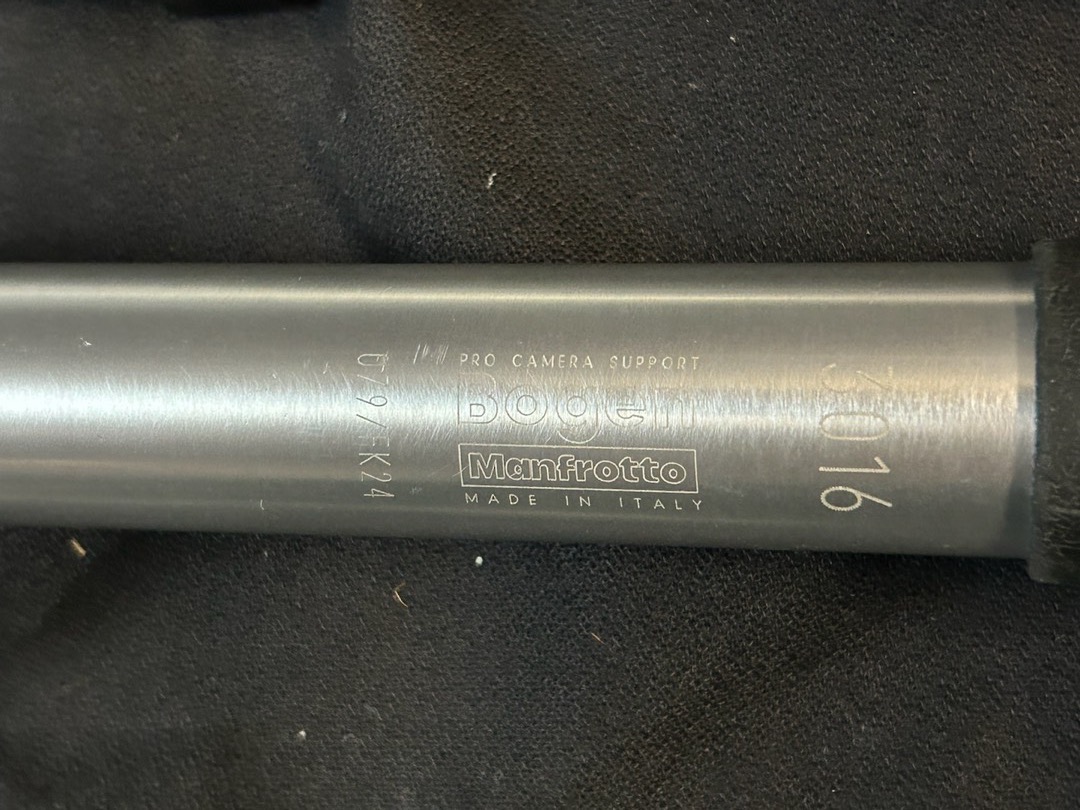 PRO CAMERA SUPPORT
Bogen
Manfrotto
MADE IN ITALY
3016